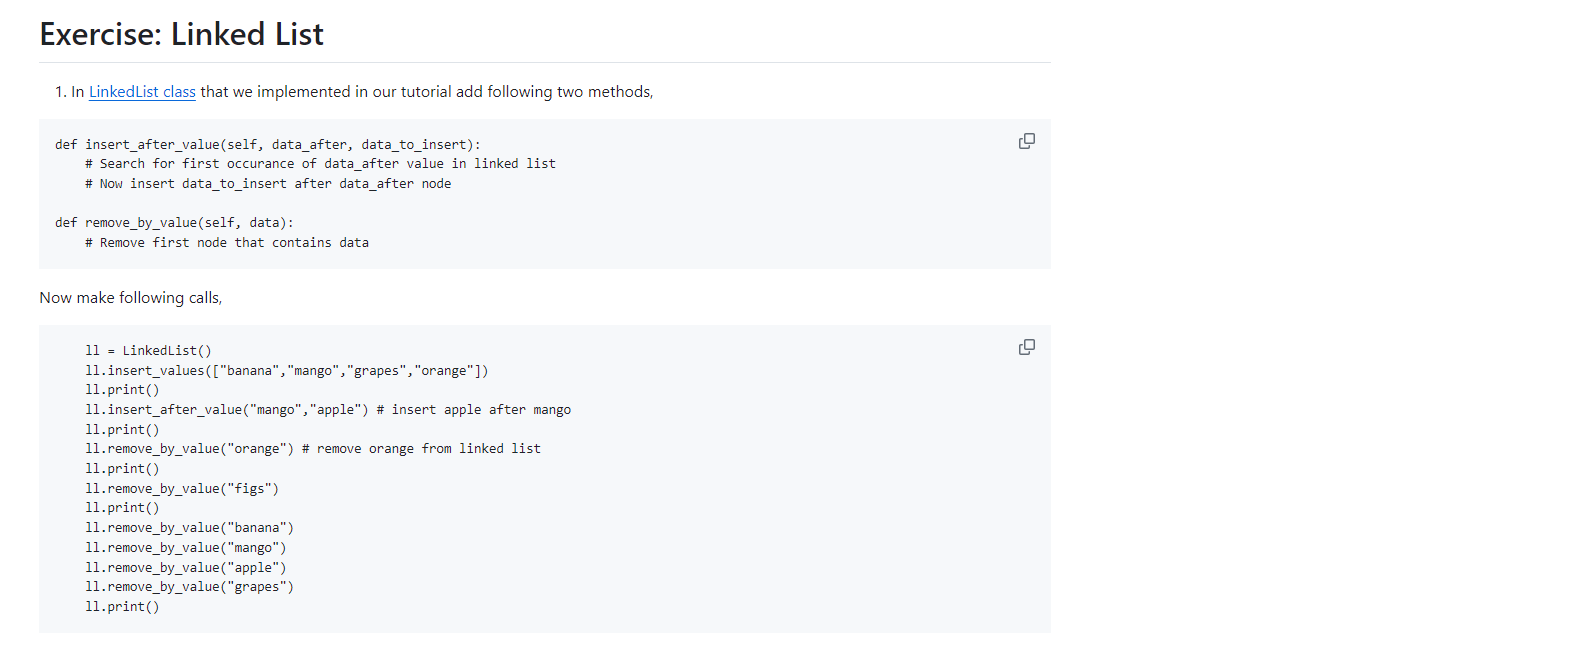 Exercise: Linked List
1. In LinkedList class that we implemented in our tutorial add following two methods,
def insert_after_value(self, data_after, data_to_insert):
    # Search for first occurance of data_after value in linked list
    # Now insert data_to_insert after data_after node
def remove_by_value(self, data):
    # Remove first node that contains data
Now make following calls,
    ll = LinkedList()
    ll.insert_values(["banana","mango","grapes","orange"])
    ll.print()
    ll.insert_after_value("mango","apple") # insert apple after mango
    ll.print()
    ll.remove_by_value("orange") # remove orange from linked list
    ll.print()
    ll.remove_by_value("figs")
    ll.print()
    ll.remove_by_value("banana")
    ll.remove_by_value("mango")
    ll.remove_by_value("apple")
    ll.remove_by_value("grapes")
    ll.print()